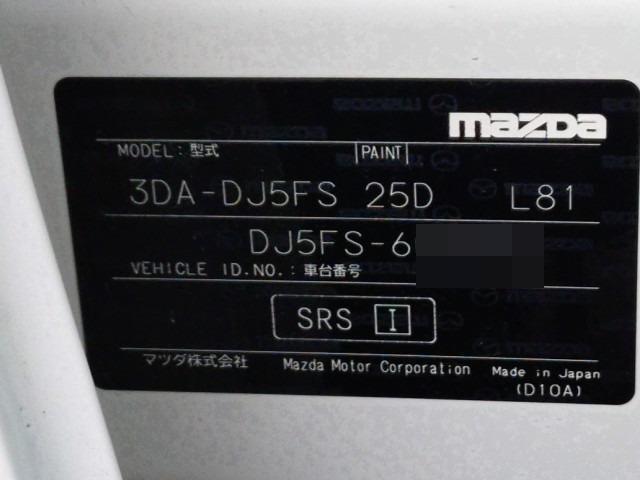 mazda
MODEL: 型式 PAINT
3DA-DJ5FS 25D L81
DJ5FS-6
VEHICLE ID.NO.: 車台番号
SRS I
マツダ株式会社 Mazda Motor Corporation Made in Japan
(D10A)